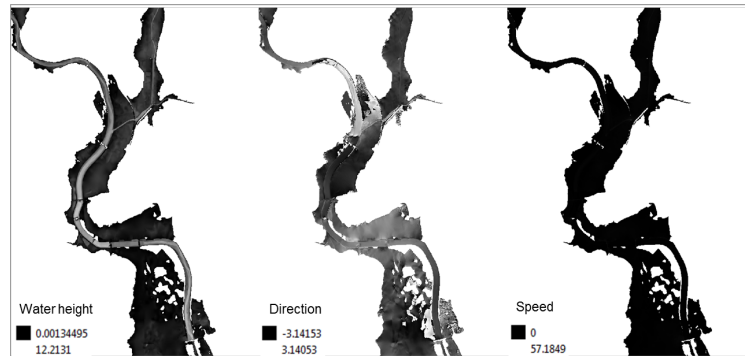 Water height
0.00134495
12.2131
Direction
-3.14153
3.14053
Speed
0
57.1849